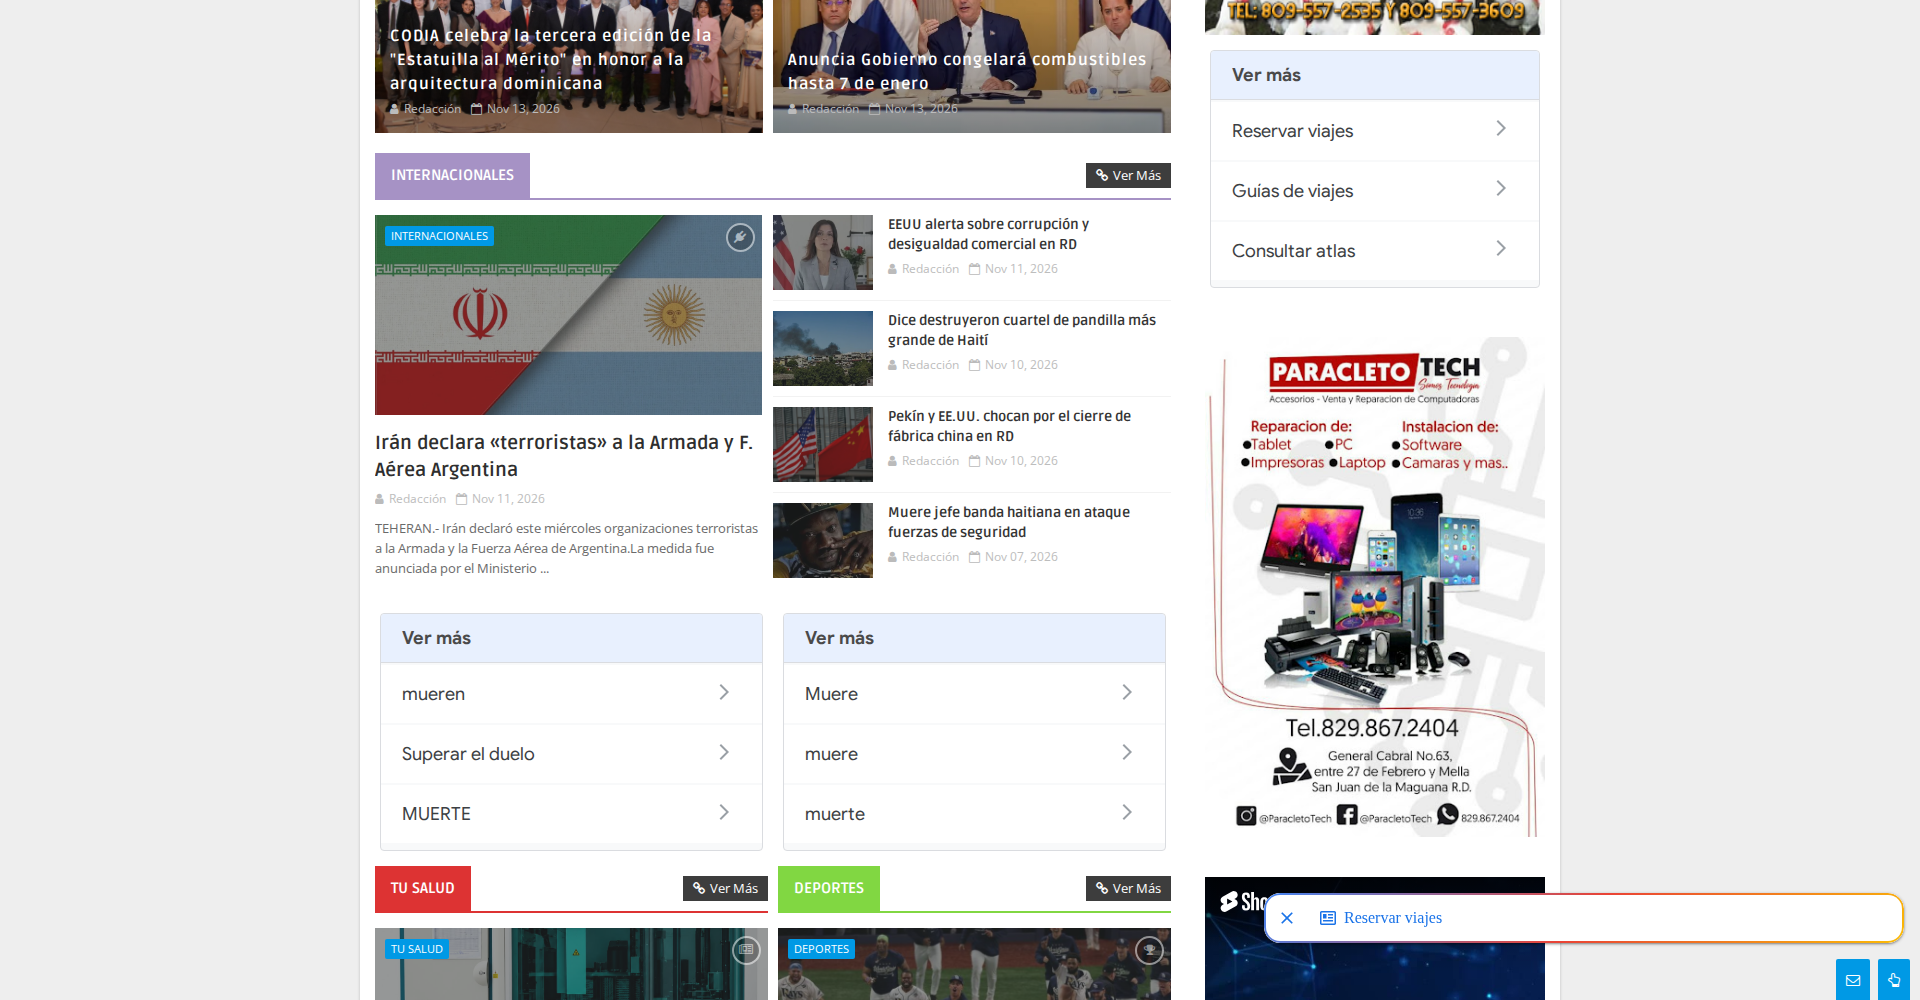 CODIA celebra la tercera edición de la
"Estatuilla al Mérito" en honor a la
arquitectura dominicana
Redacción Nov 13, 2026
Anuncia Gobierno congelará combustibles
hasta 7 de enero
Redacción Nov 13, 2026
INTERNACIONALES
Ver Más
INTERNACIONALES
Irán declara «terroristas» a la Armada y F.
Aérea Argentina
Redacción Nov 11, 2026
TEHERAN.- Irán declaró este miércoles organizaciones terroristas
a la Armada y la Fuerza Aérea de Argentina.La medida fue
anunciada por el Ministerio ...
EEUU alerta sobre corrupción y
desigualdad comercial en RD
Redacción Nov 11, 2026
Dice destruyeron cuartel de pandilla más
grande de Haití
Redacción Nov 10, 2026
Pekín y EE.UU. chocan por el cierre de
fábrica china en RD
Redacción Nov 10, 2026
Muere jefe banda haitiana en ataque
fuerzas de seguridad
Redacción Nov 07, 2026
Ver más
mueren
Superar el duelo
MUERTE
Ver más
Muere
muere
muerte
TU SALUD
Ver Más
TU SALUD
DEPORTES
Ver Más
DEPORTES
TEL: 809-557-2535 Y 809-557-3609
Ver más
Reservar viajes
Guías de viajes
Consultar atlas
PARACLETO TECH
Somos Tecnologia
Accesorios - Venta y Reparacion de Computadoras
Reparacion de: Instalacion de:
●Tablet ●PC ●Software
●Impresoras ●Laptop ●Camaras y mas..
10:36
Tel.829.867.2404
General Cabral No.63,
entre 27 de Febrero y Mella
San Juan de la Maguana R.D.
@ParacletoTech @ParacletoTech 829.867.2404
Sho
Reservar viajes